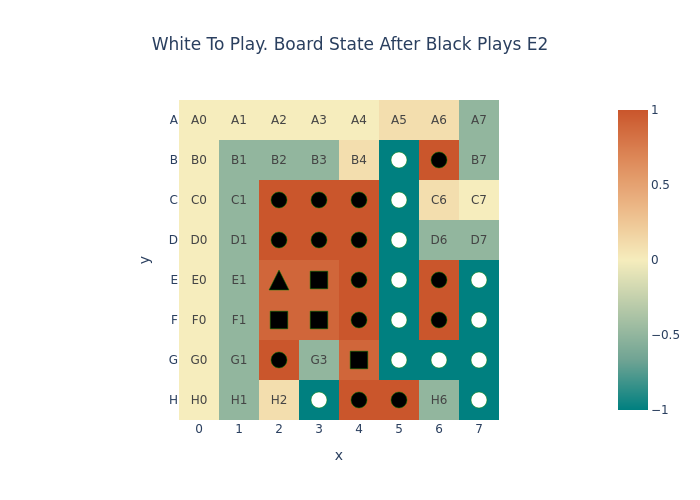 White To Play. Board State After Black Plays E2
A A0 A1 A2 A3 A4 A5 A6 A7
B B0 B1 B2 B3 B4 B7
C C0 C1 C6 C7
D D0 D1 D6 D7
E E0 E1
F F0 F1
G G0 G1 G3
H H0 H1 H2 H6
0 1 2 3 4 5 6 7
x
y
1
0.5
0
−0.5
−1